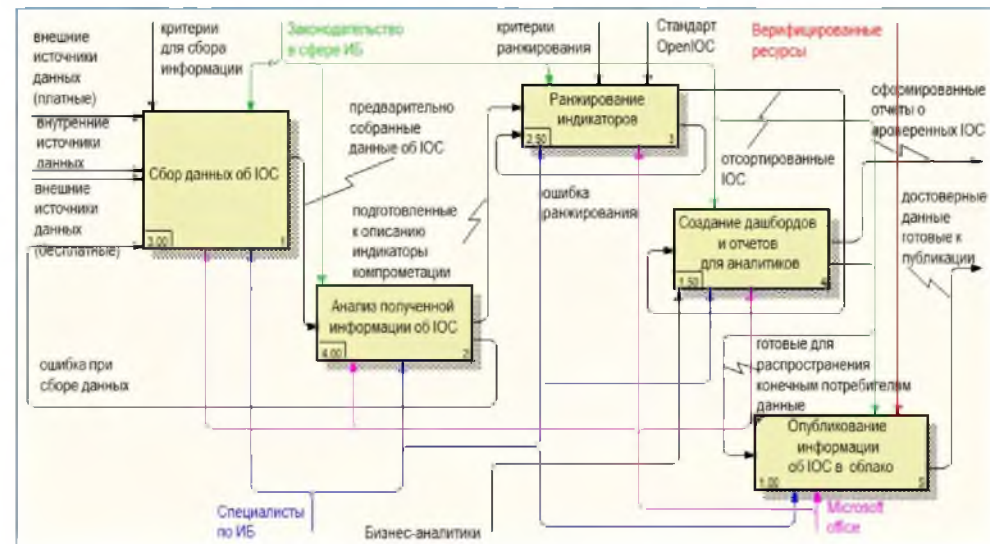 внешние
источники
данных
(платные)
внутренние
источники
данных
внешние
источники
данных
(бесплатные)
критерии
для сбора
информации
Законодательство
в сфере ИБ
критерии
ранжирования
Стандарт
OpenIOC
Верифицированные
ресурсы
Сбор данных об IOC
3.00
1
предварительно
собранные
данные об IOC
Ранжирование
индикаторов
2.50
3
сформированные
отчеты о
проверенных IOC
отсортированные
IOC
ошибка
ранжирования
подготовленные
к описанию
индикаторы
компрометации
Создание дашбордов
и отчетов
для аналитиков
1.50
4
достоверные
данные
готовые к
публикации
Анализ полученной
информации об IOC
4.00
2
ошибка при
сборе данных
готовые для
распространения
конечным потребителям
данные
Опубликование
информации
об IOC в облако
1.00
5
Специалисты
по ИБ
Бизнес-аналитики
Microsoft
office